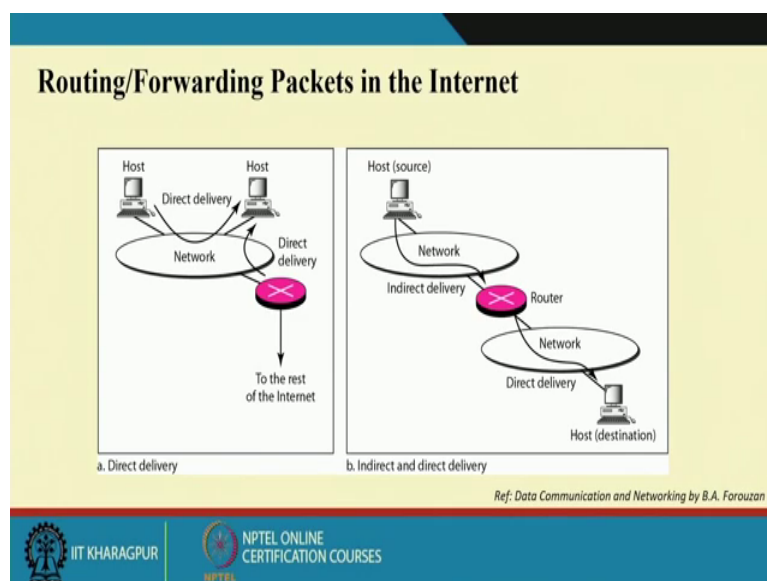 Routing/Forwarding Packets in the Internet
Host
Host
Direct delivery
Network
Direct
delivery
To the rest
of the Internet
a. Direct delivery
Host (source)
Network
Indirect delivery
Router
Network
Direct delivery
Host (destination)
b. Indirect and direct delivery
Ref: Data Communication and Networking by B.A. Forouzan
IIT KHARAGPUR
NPTEL ONLINE
CERTIFICATION COURSES
NPTEL